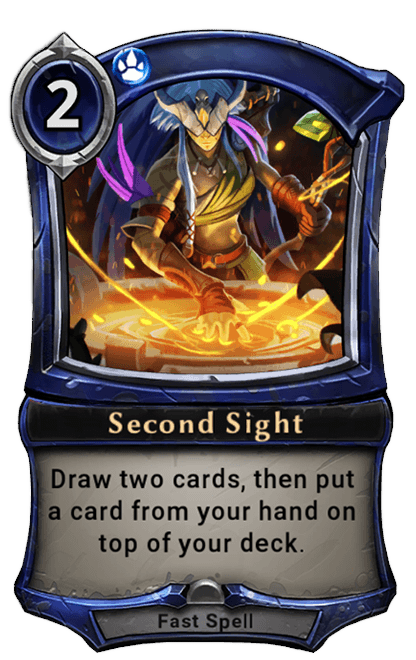 2
Second Sight
Draw two cards, then put
a card from your hand on
top of your deck.
Fast Spell